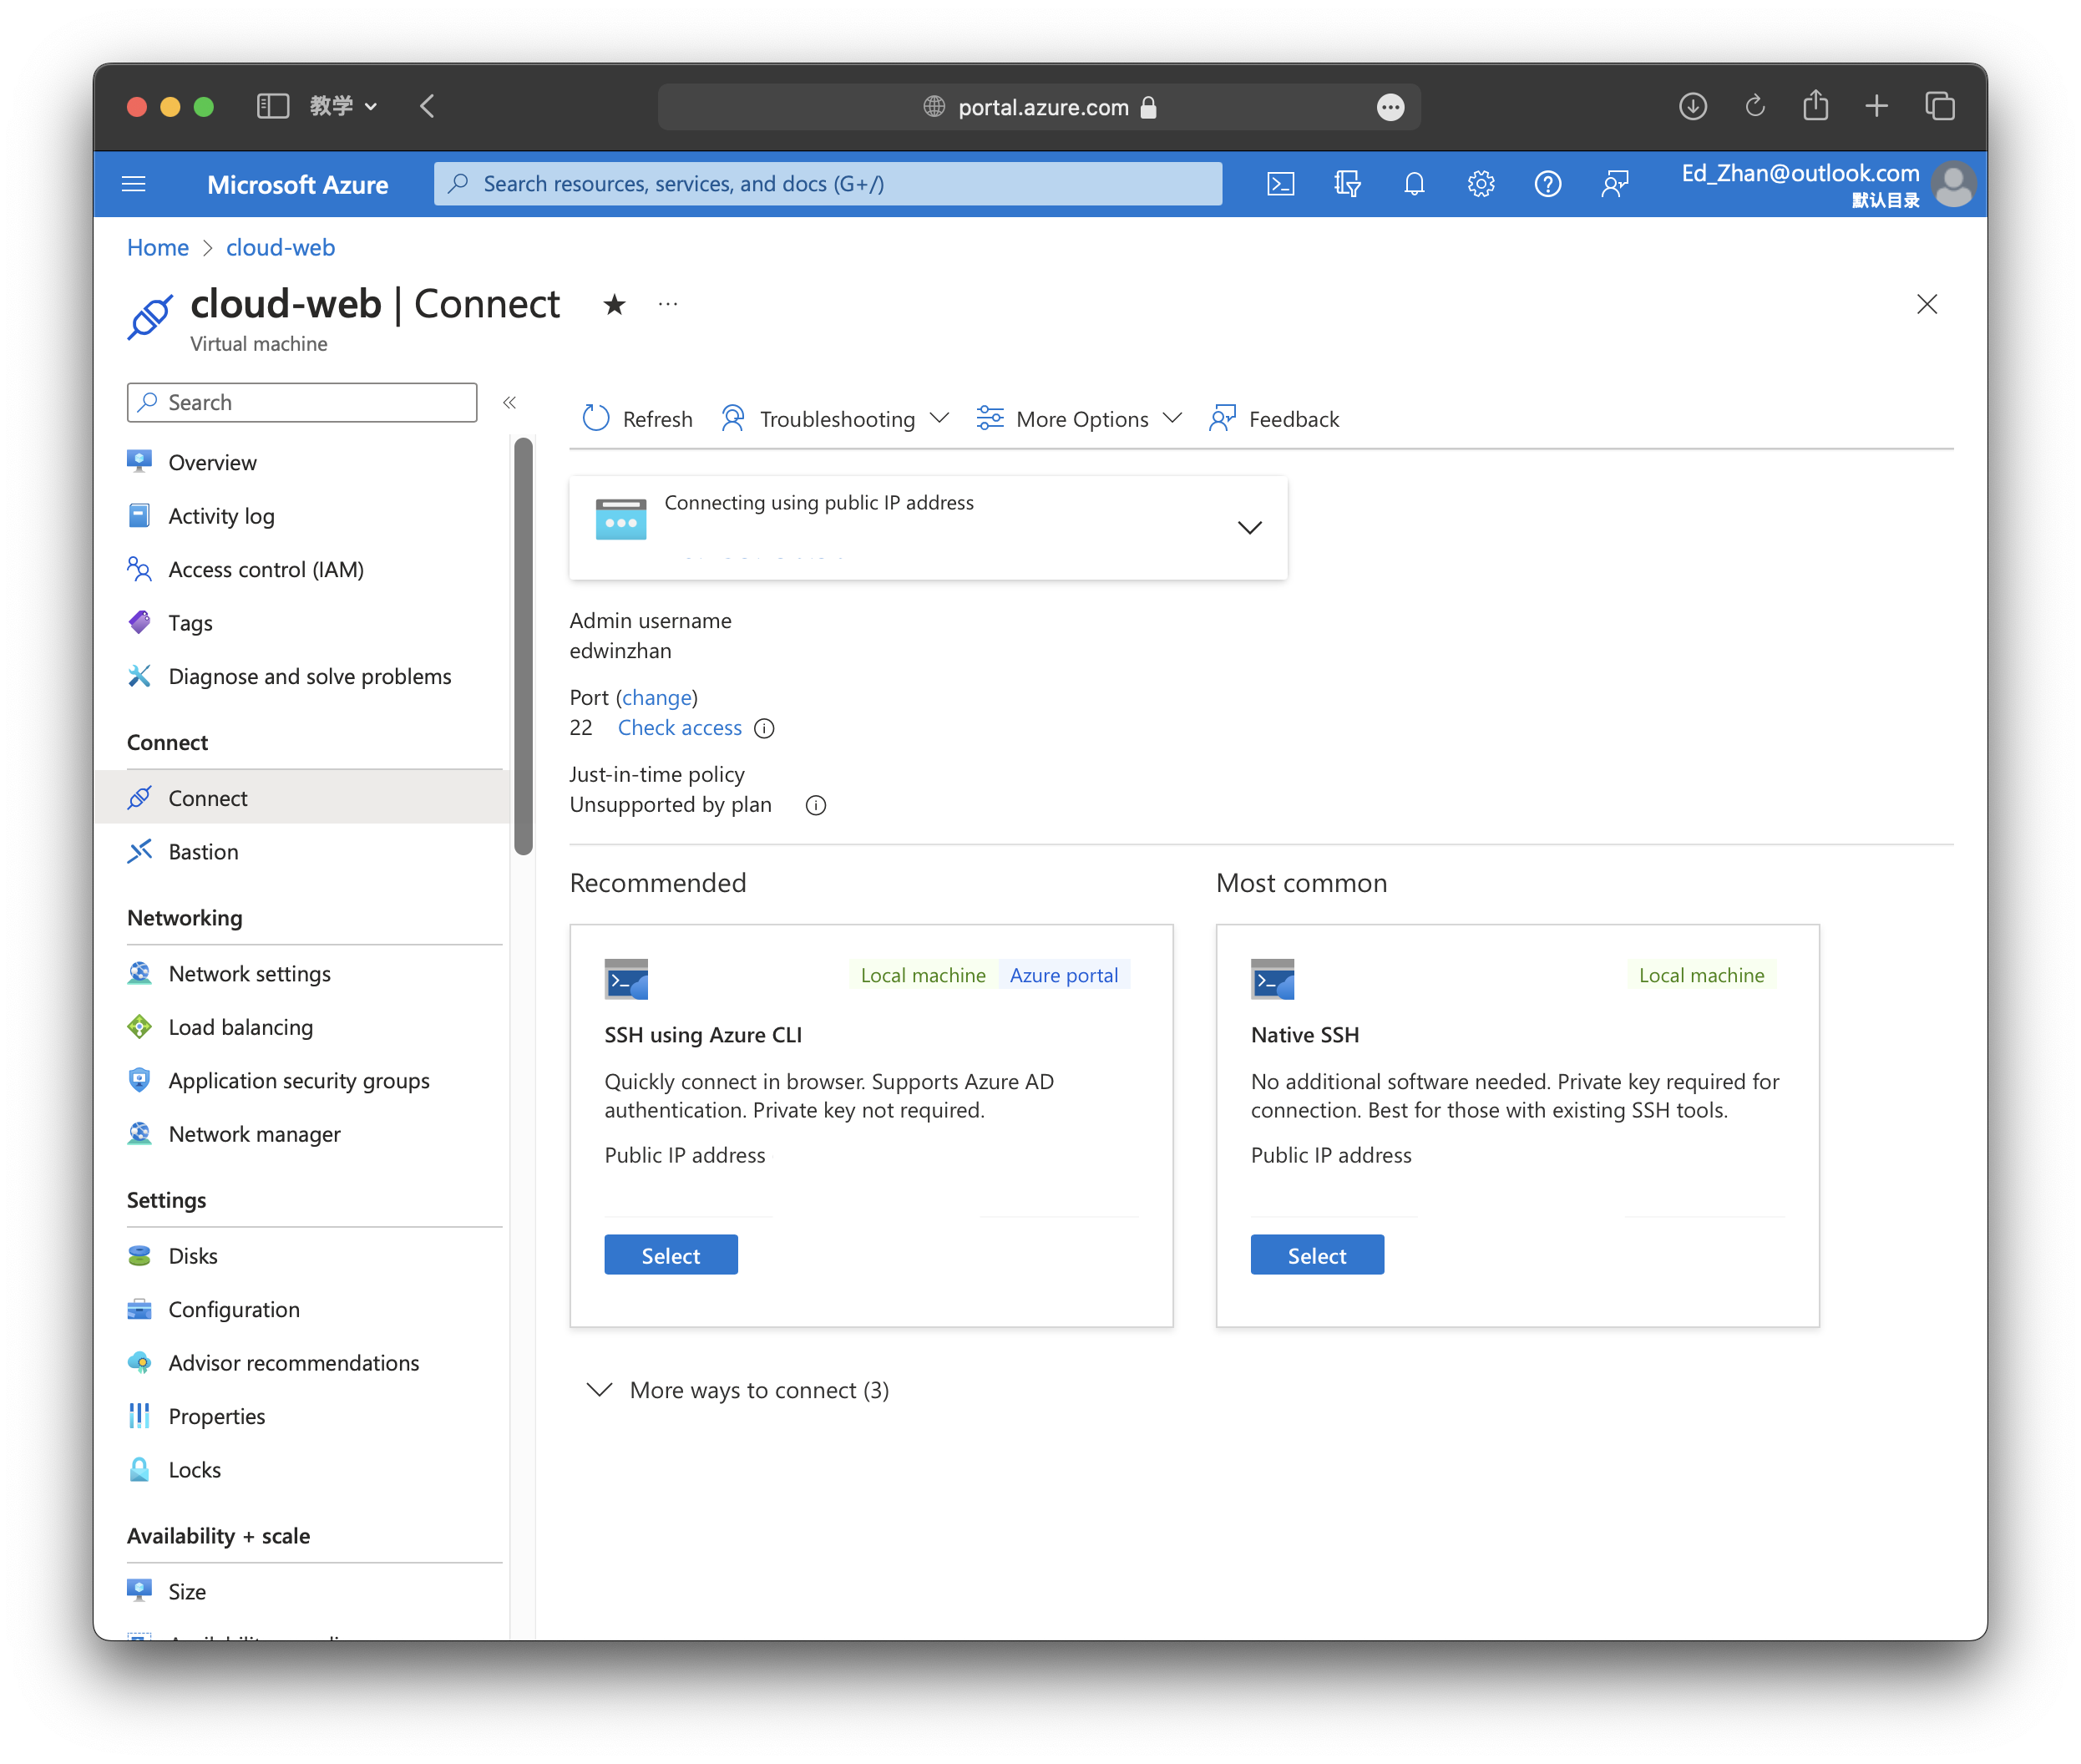 教学
portal.azure.com
Microsoft Azure
Search resources, services, and docs (G+/)
Ed_Zhan@outlook.com
默认目录
Home > cloud-web
cloud-web | Connect
Virtual machine
Search
Overview
Activity log
Access control (IAM)
Tags
Diagnose and solve problems
Connect
Connect
Bastion
Networking
Network settings
Load balancing
Application security groups
Network manager
Settings
Disks
Configuration
Advisor recommendations
Properties
Locks
Availability + scale
Size
Refresh Troubleshooting More Options Feedback
Connecting using public IP address
Admin username
edwinzhan
Port (change)
22 Check access
Just-in-time policy
Unsupported by plan
Recommended
Local machine Azure portal
SSH using Azure CLI
Quickly connect in browser. Supports Azure AD
authentication. Private key not required.
Public IP address
Select
Most common
Local machine
Native SSH
No additional software needed. Private key required for
connection. Best for those with existing SSH tools.
Public IP address
Select
More ways to connect (3)